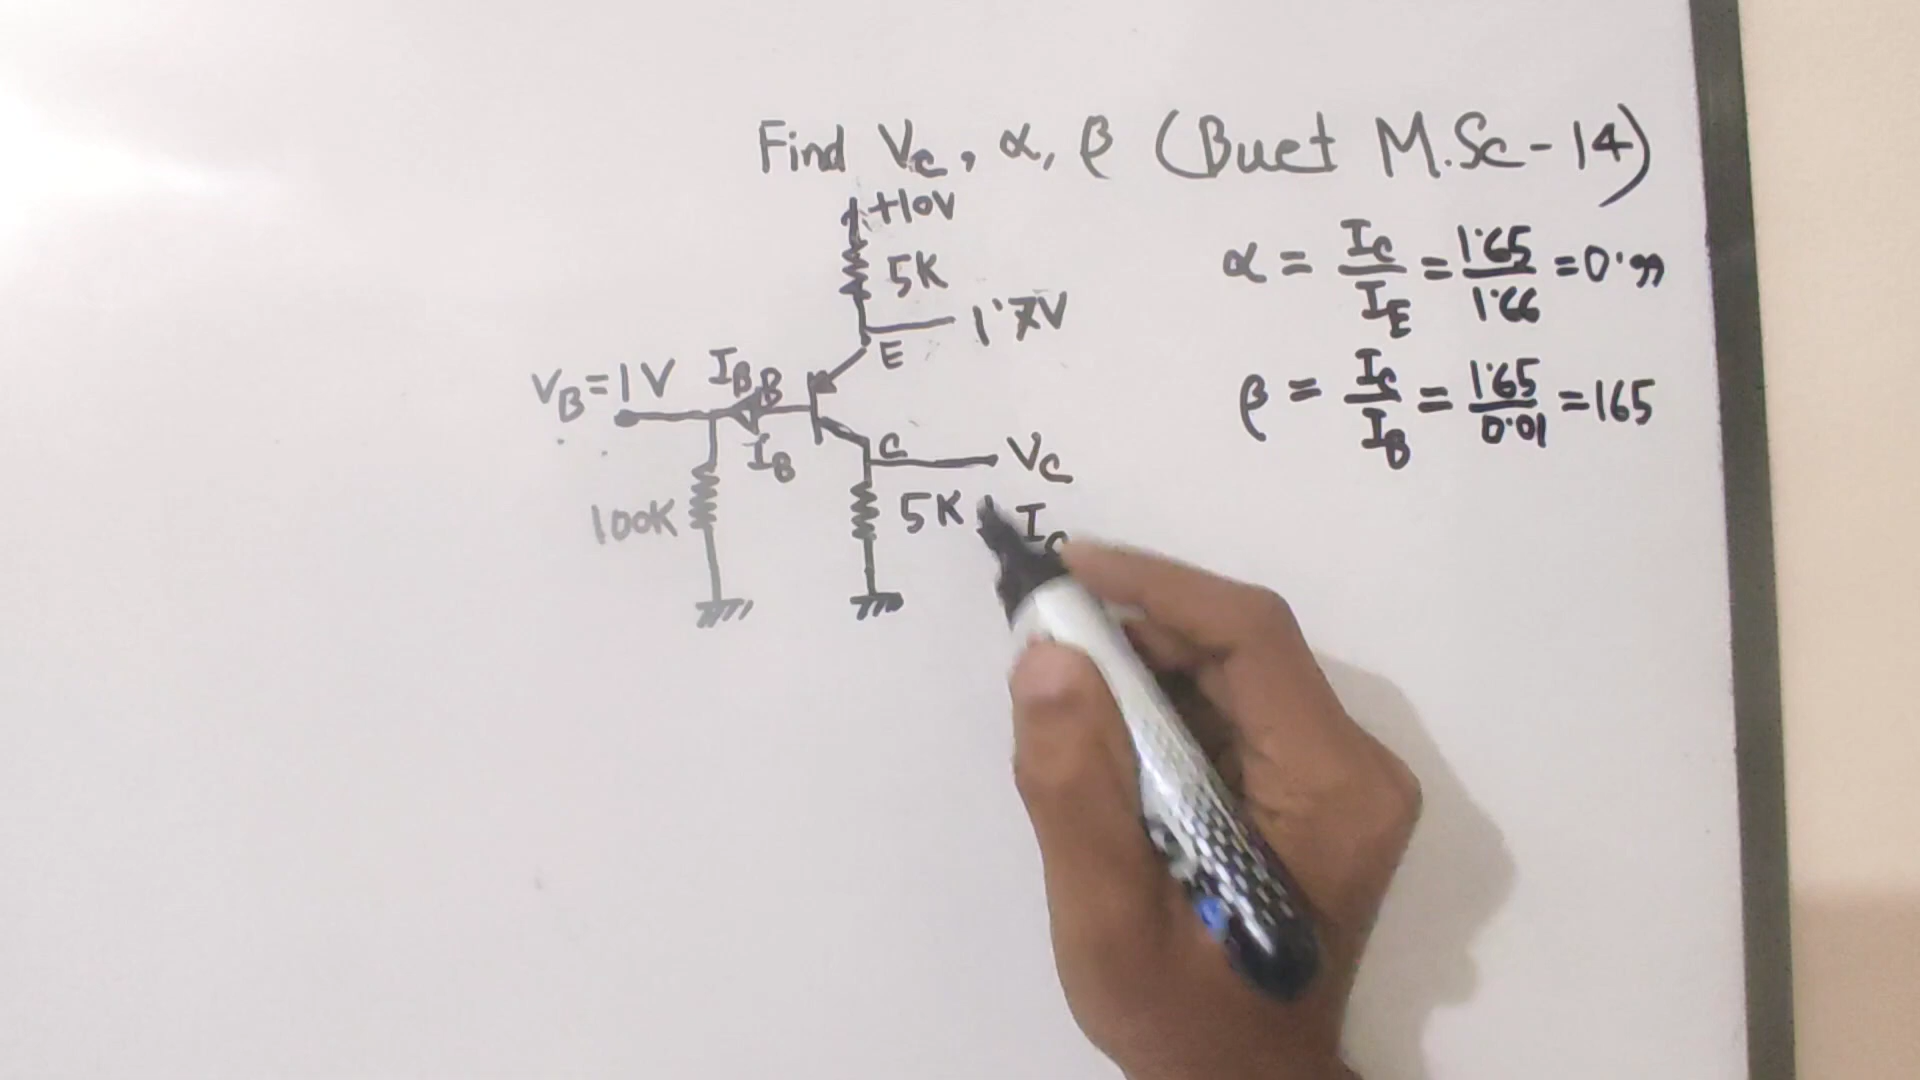 Find Vc, α, β (Buet M.Sc-14)
+10V
5K
1.7V
E
VB=1V
IB
B
IB
C
VC
100K
5K
IC
α = IC/IE = 1.65/1.66 = 0.99
β = IC/IB = 1.65/0.01 = 165